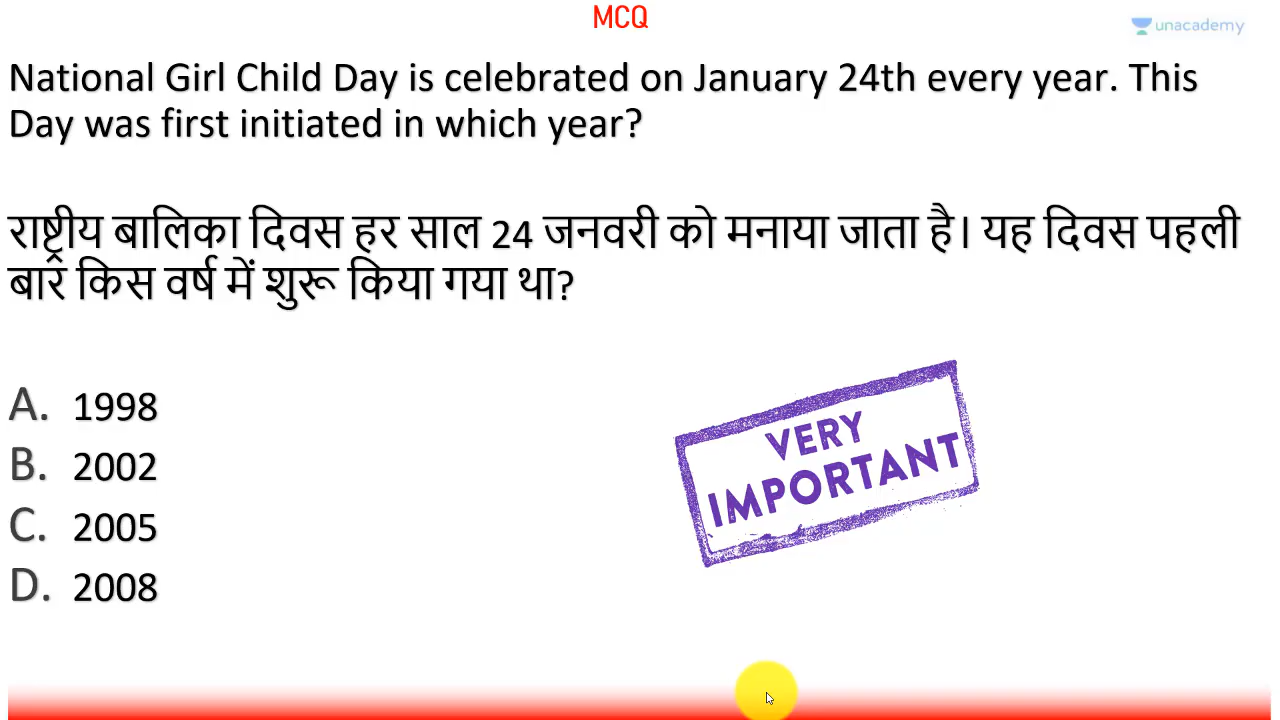 MCQ
unacademy
National Girl Child Day is celebrated on January 24th every year. This
Day was first initiated in which year?
राष्ट्रीय बालिका दिवस हर साल 24 जनवरी को मनाया जाता है। यह दिवस पहली
बार किस वर्ष में शुरू किया गया था?
A. 1998
B. 2002
C. 2005
D. 2008
VERY
IMPORTANT